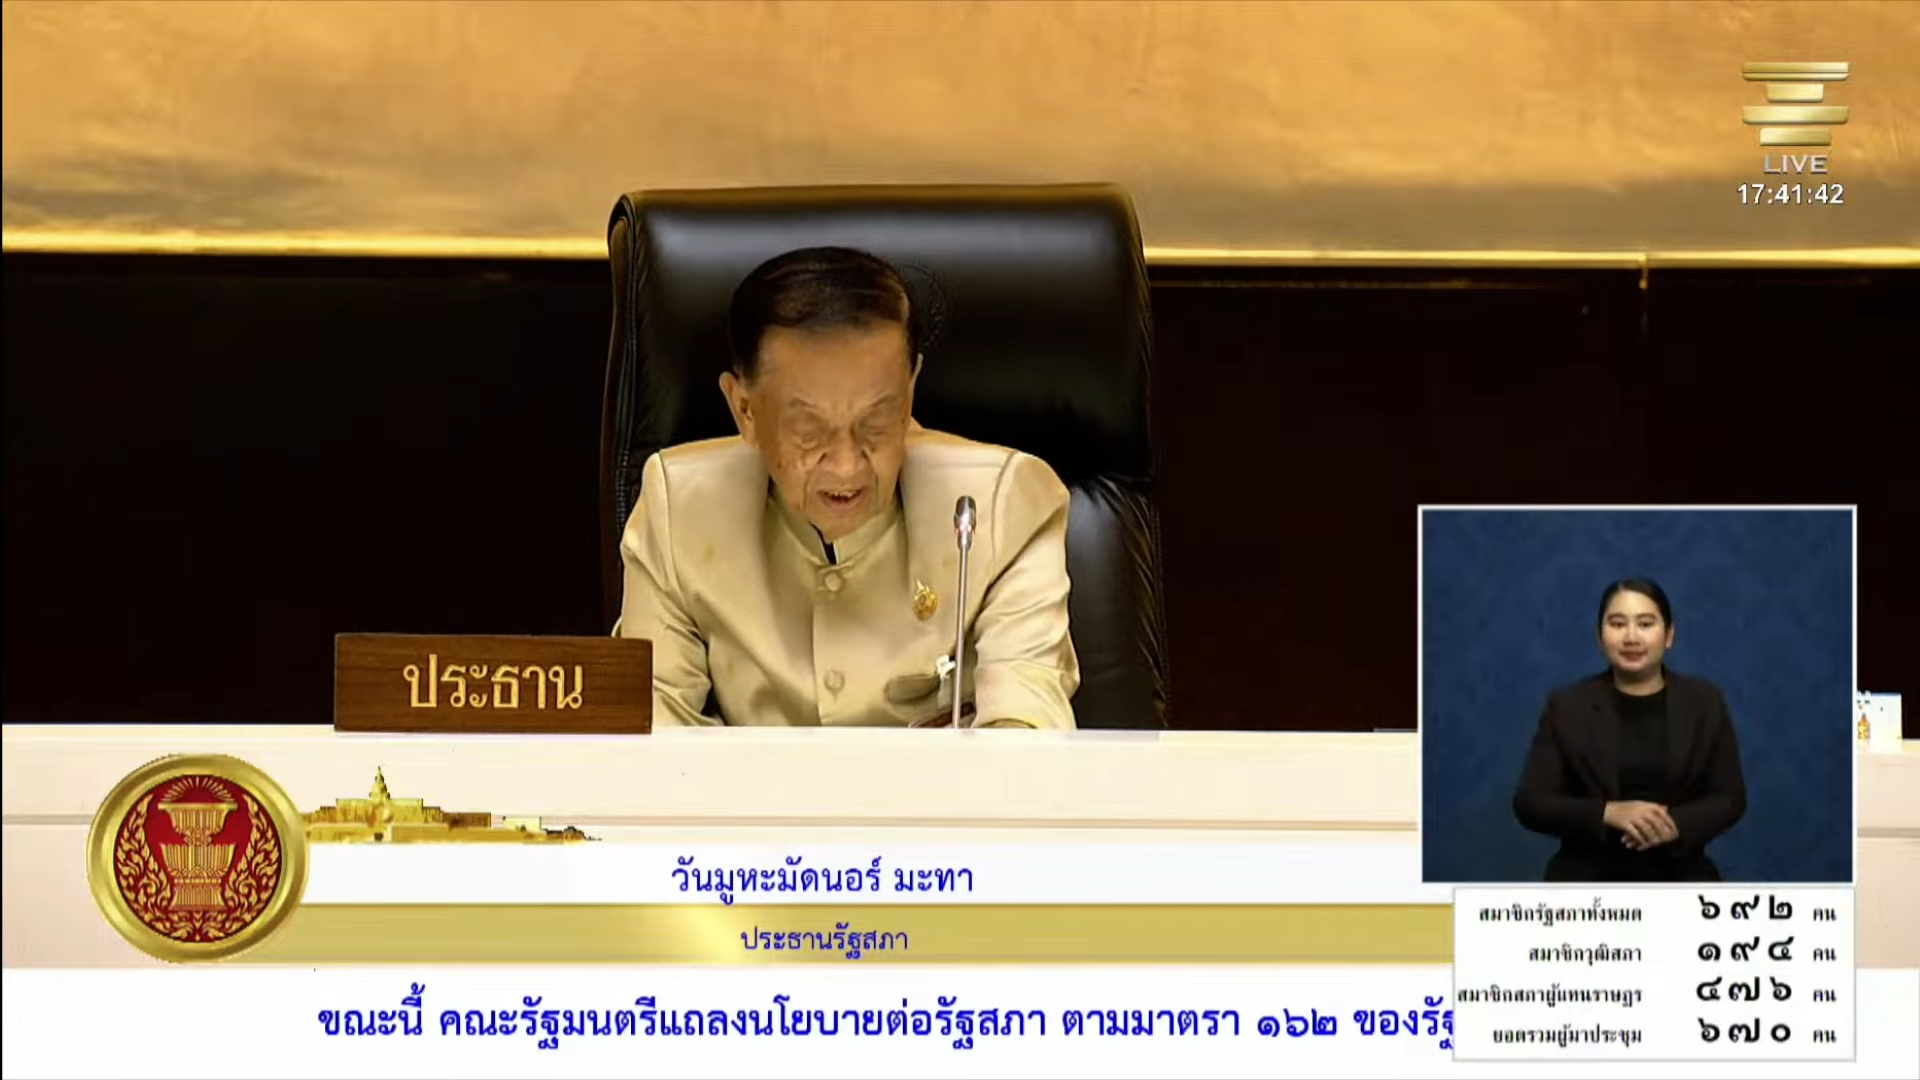 LIVE
17:41:42
ประธาน
วันมูหะมัดนอร์ มะทา
ประธานรัฐสภา
สมาชิกรัฐสภาทั้งหมด ๖๙๒ คน
สมาชิกวุฒิสภา ๑๙๔ คน
สมาชิกสภาผู้แทนราษฎร ๔๗๖ คน
ยอดรวมผู้มาประชุม ๖๗๐ คน
ขณะนี้ คณะรัฐมนตรีแถลงนโยบายต่อรัฐสภา ตามมาตรา ๑๖๒ ของรัฐ